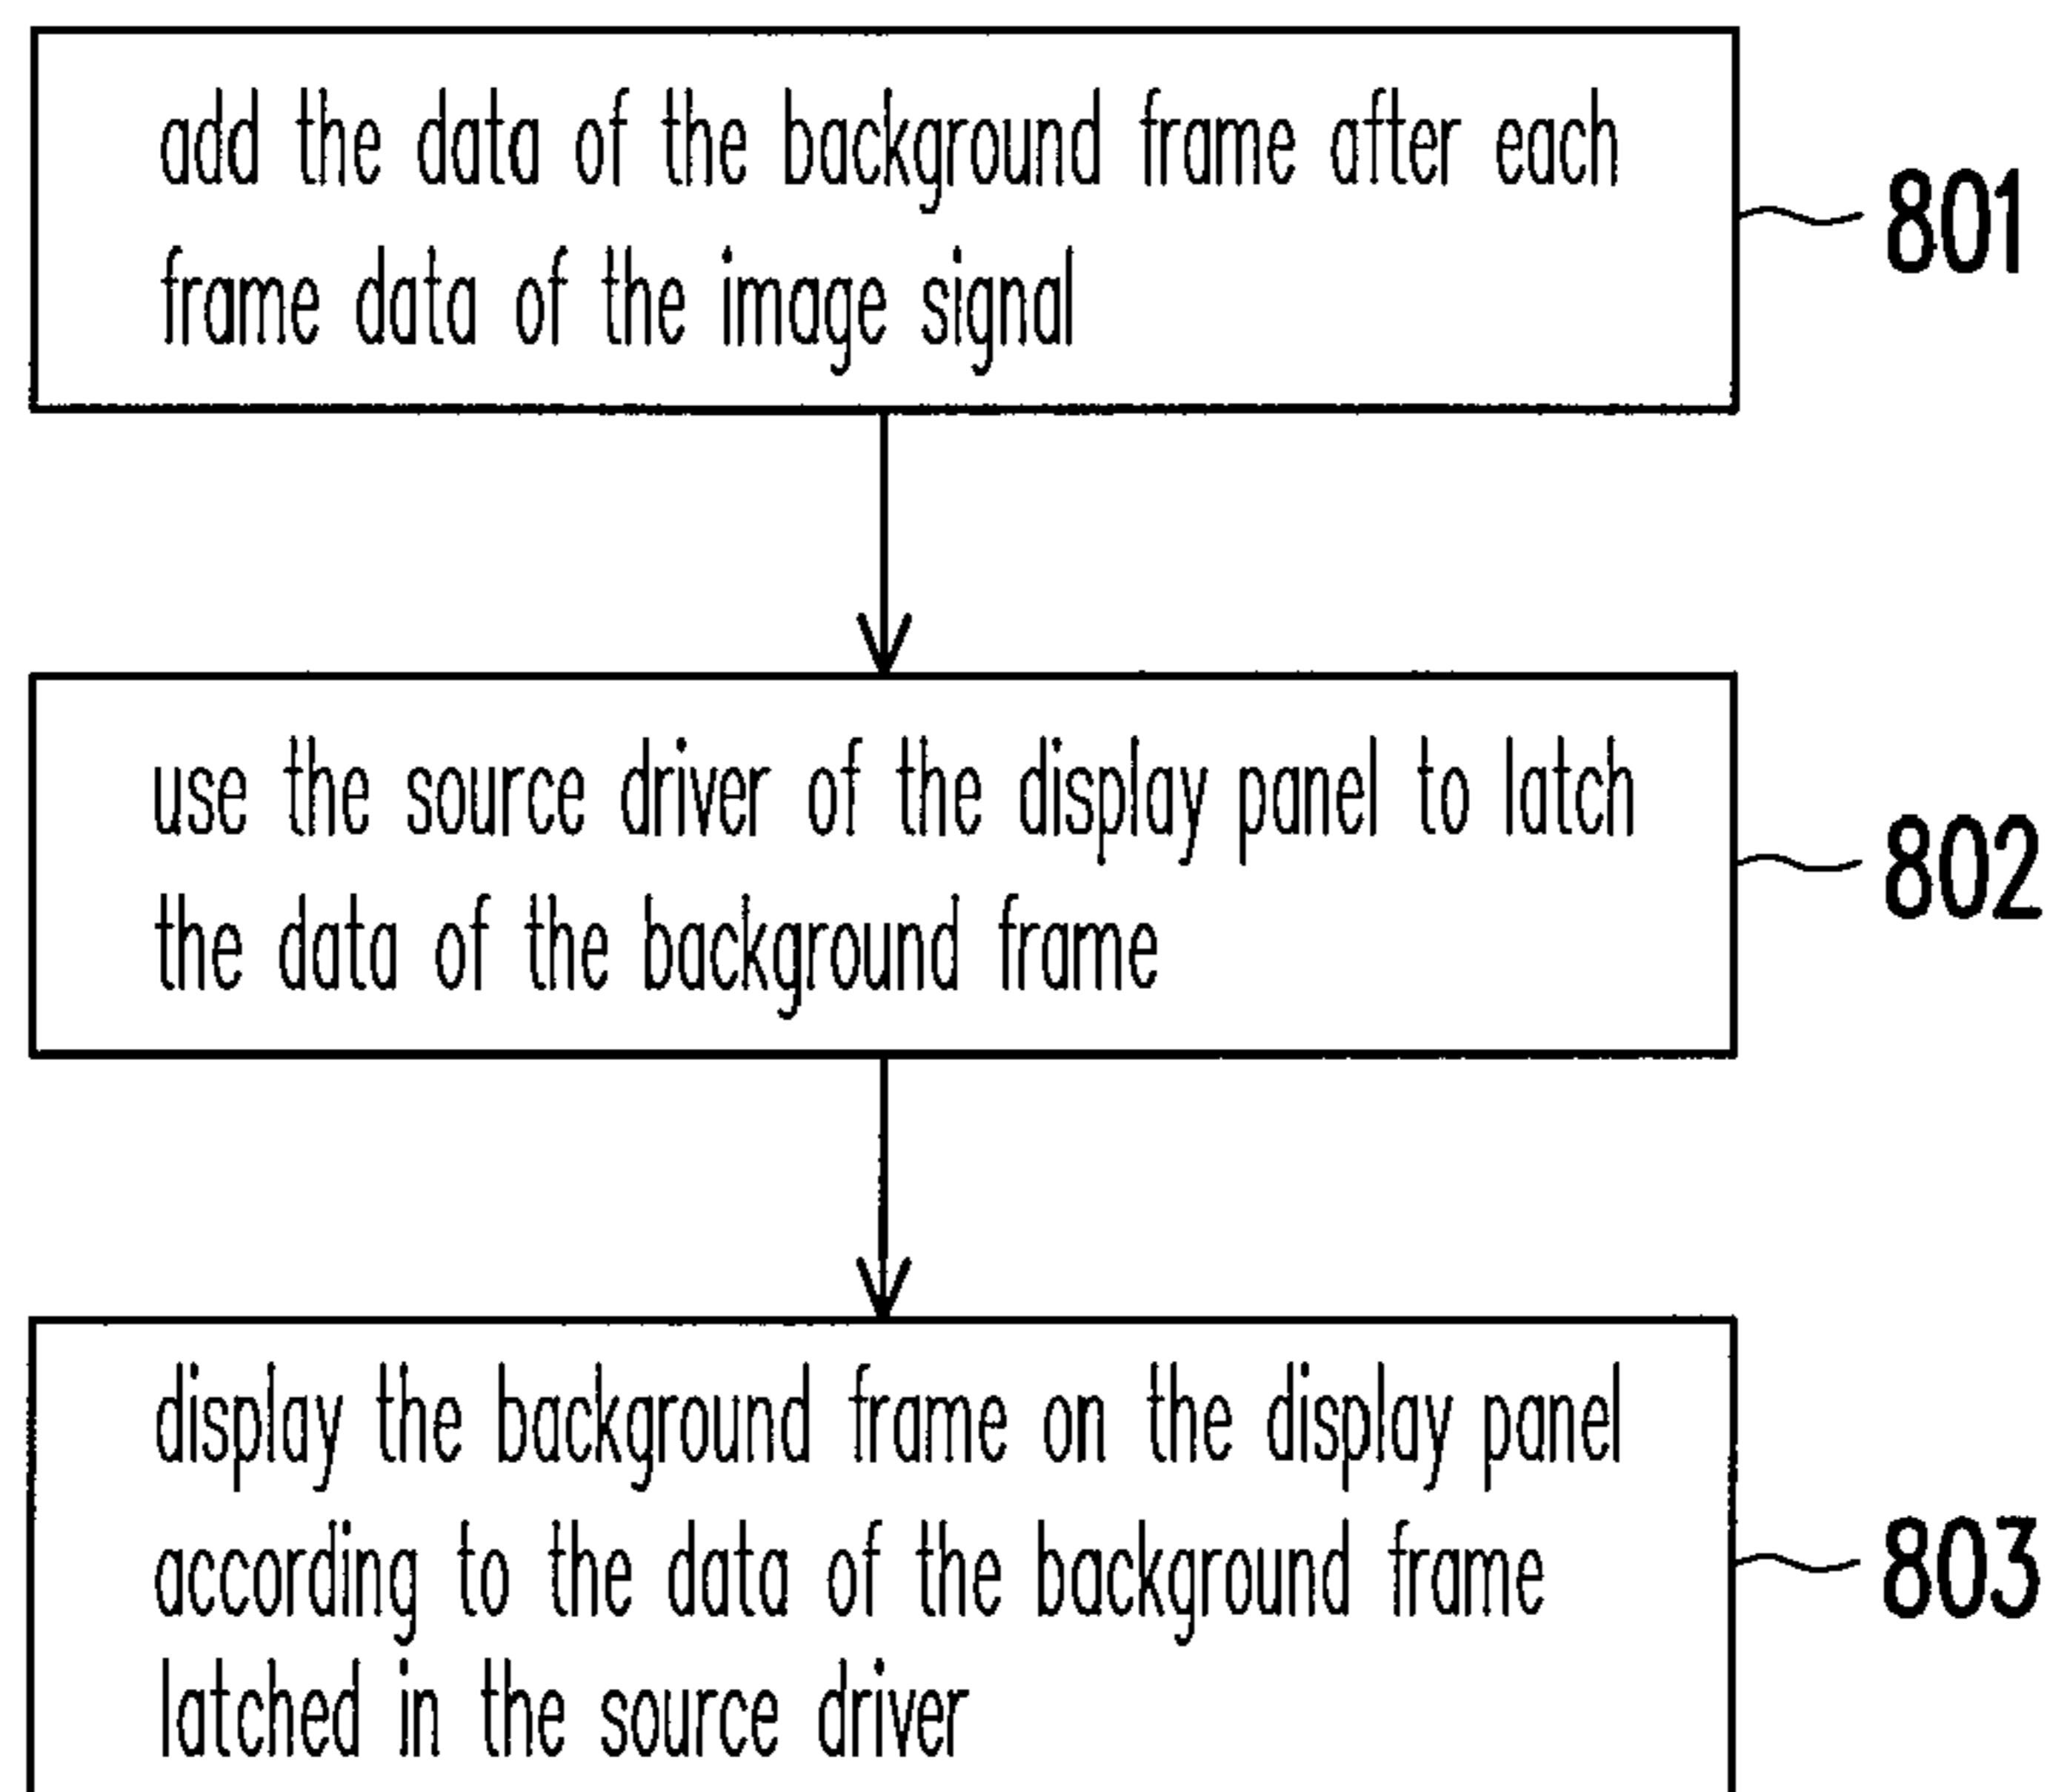 add the data of the background frame after each
frame data of the image signal
801
use the source driver of the display panel to latch
the data of the background frame
802
display the background frame on the display panel
according to the data of the background frame
latched in the source driver
803